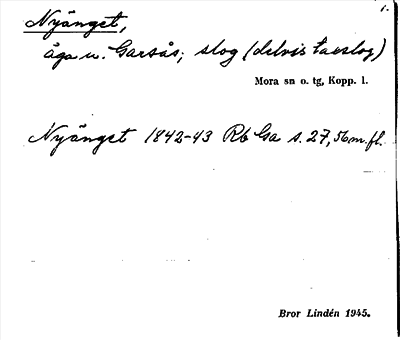 1.
Nyänget,
äga u. Garsås; slog (delvis tavslog)
Mora sn o. tg, Kopp. l.
Nyänget 1842-43 Rb Ga s. 27, 56 m. fl.
Bror Lindén 1945.